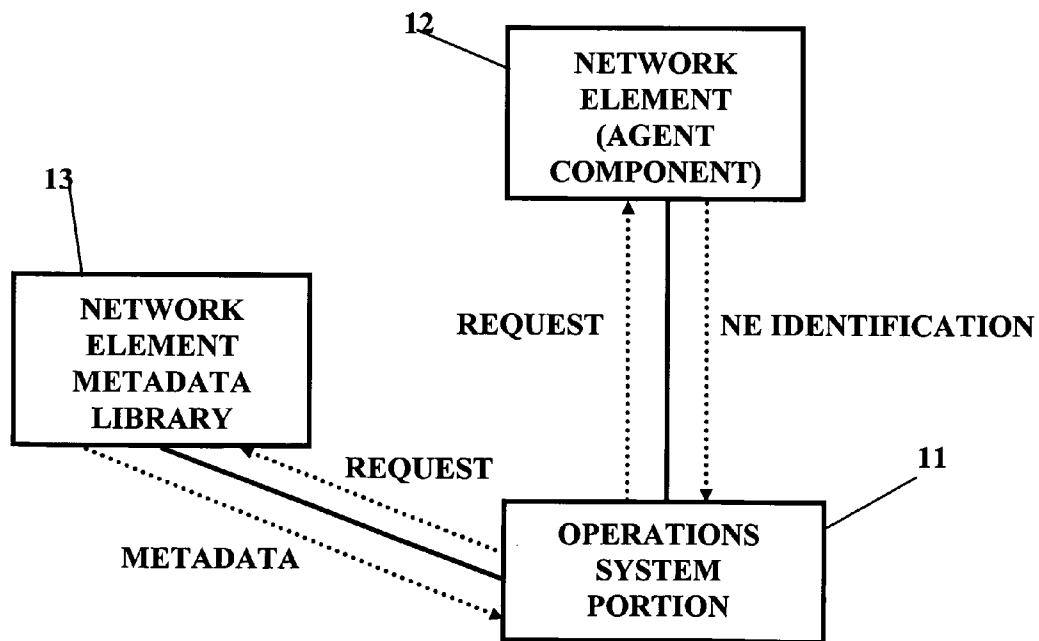 12
NETWORK
ELEMENT
(AGENT
COMPONENT)
13
NETWORK
ELEMENT
METADATA
LIBRARY
REQUEST
NE IDENTIFICATION
REQUEST
METADATA
11
OPERATIONS
SYSTEM
PORTION